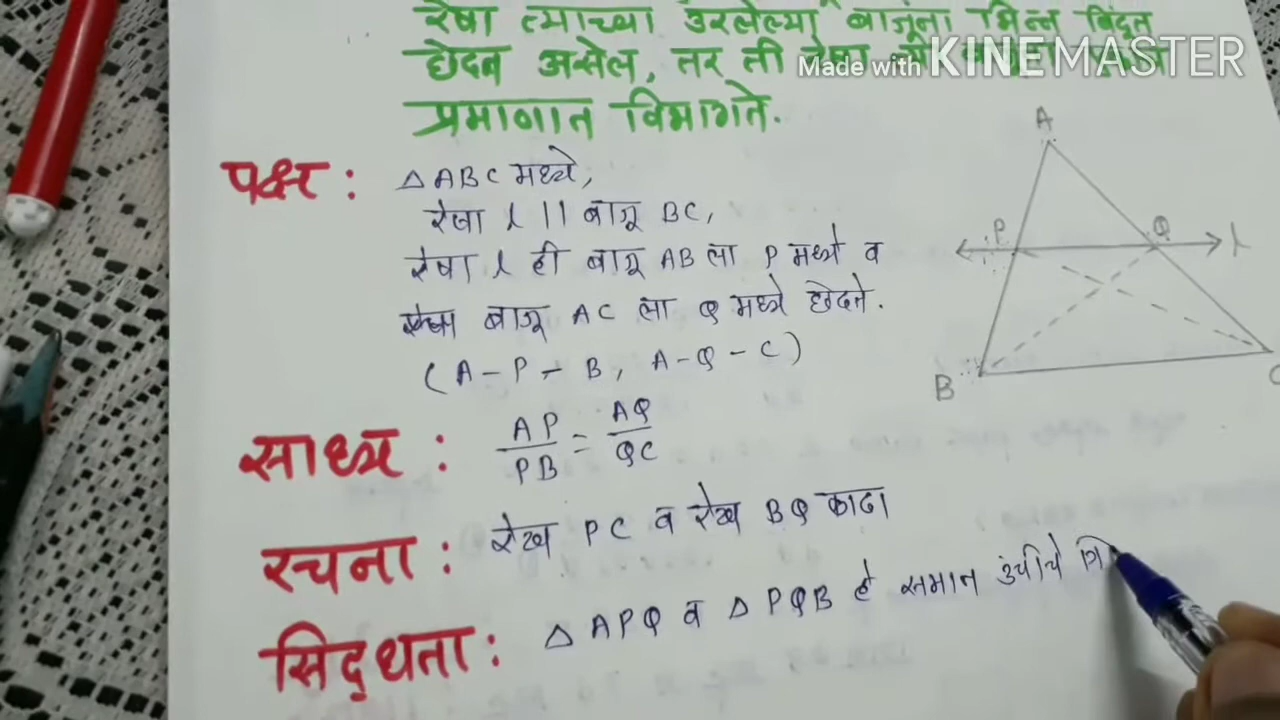 रेषा त्याच्या उरलेल्या बाजूंना भिन्न बिंदूत
छेदत असेल, तर ती रेषा त्या
Made with KINEMASTER
प्रमाणात विभागते.
पक्ष : △ABC मध्ये,
रेषा l || बाजू BC,
रेषा l ही बाजू AB ला P मध्ये व
बाजू AC ला Q मध्ये छेदते.
(A-P-B, A-Q-C)
साध्य : AP/PB = AQ/QC
रचना : रेख PC व रेख BQ काढा
सिद्धता : △APQ व △PQB हे समान उंचीचे त्रि
A
P
Q
l
B
C